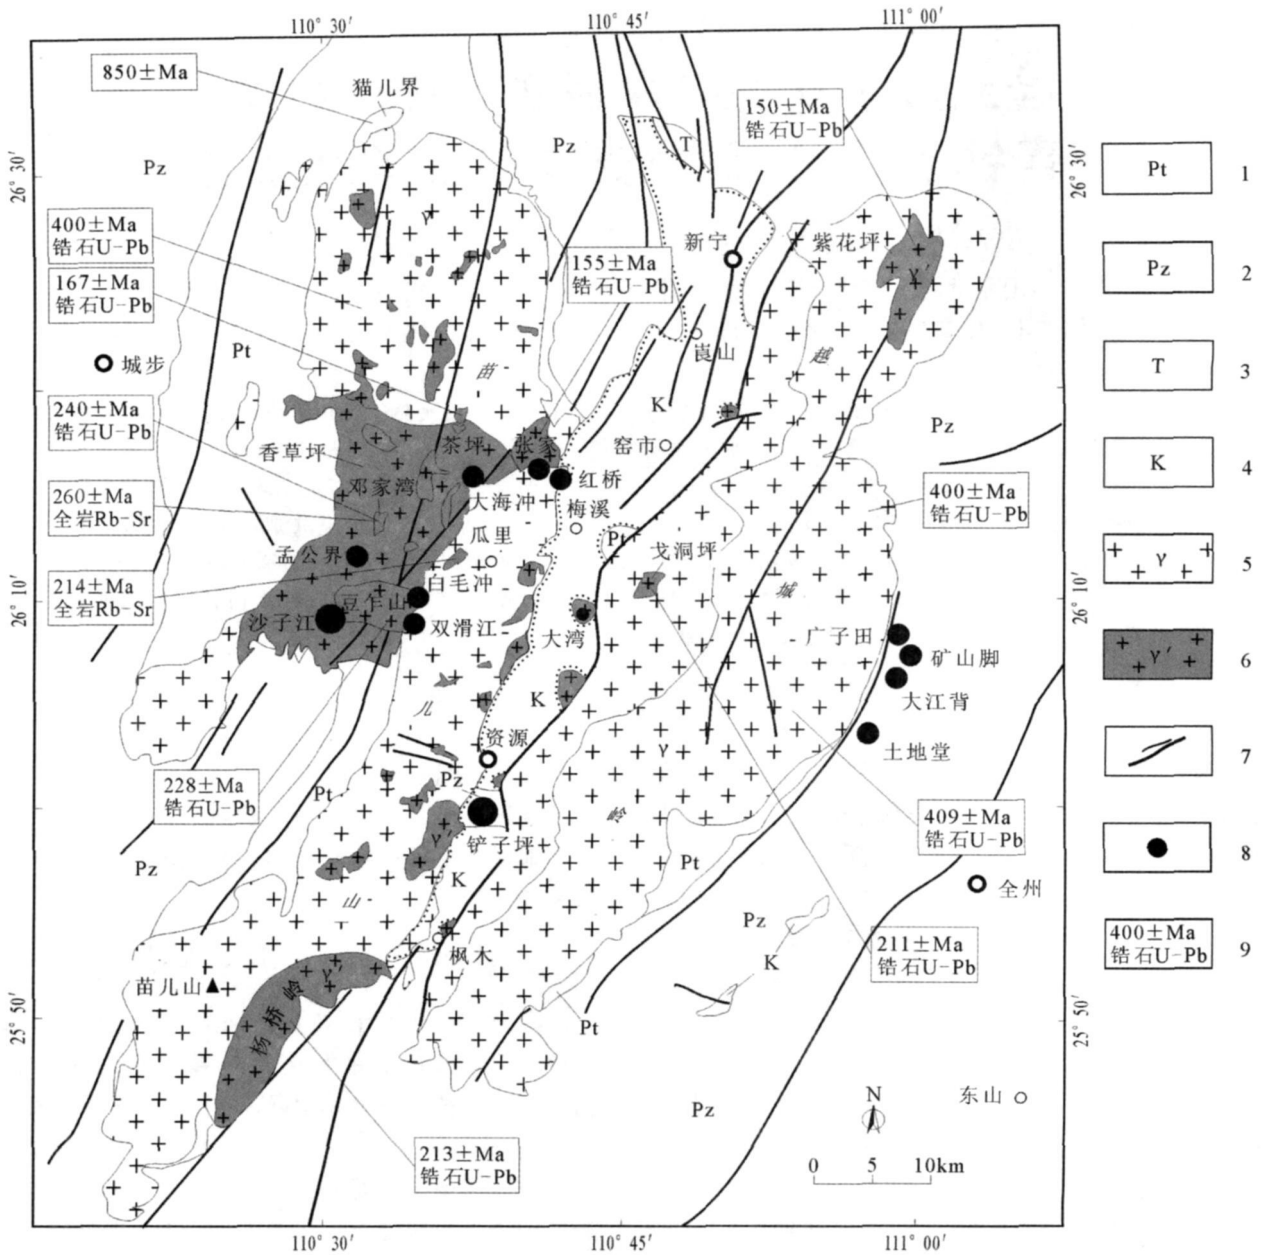 110° 30′
110° 45′
111° 00′
850±Ma
猫儿界
150±Ma
锆石U-Pb
Pz
Pz
T
26° 30′
26° 30′
Pt
1
400±Ma
锆石U-Pb
γ
新宁
紫花坪
γ′
155±Ma
锆石U-Pb
Pz
2
167±Ma
锆石U-Pb
城步
Pt
苗
崀山
越
T
3
240±Ma
锆石U-Pb
K
香草坪
茶坪
张家
窑市
Pz
K
4
红桥
260±Ma
全岩Rb-Sr
邓家湾
大海冲
梅溪
400±Ma
锆石U-Pb
瓜里
Pt
戈洞坪
γ
5
孟公界
214±Ma
全岩Rb-Sr
白毛冲
城
26° 10′
26° 10′
豆乍山
沙子江
双滑江
大湾
广子田
矿山脚
γ′
6
大江背
K
儿
资源
γ
土地堂
7
228±Ma
锆石U-Pb
Pt
Pz
409±Ma
锆石U-Pb
岭
γ′
铲子坪
Pt
8
Pz
K
全州
山
Pz
枫木
211±Ma
锆石U-Pb
K
400±Ma
锆石U-Pb
9
苗儿山
γ′
杨桥岭
Pt
25° 50′
25° 50′
N
东山
Pz
213±Ma
锆石U-Pb
0 5 10km
110° 30′
110° 45′
111° 00′